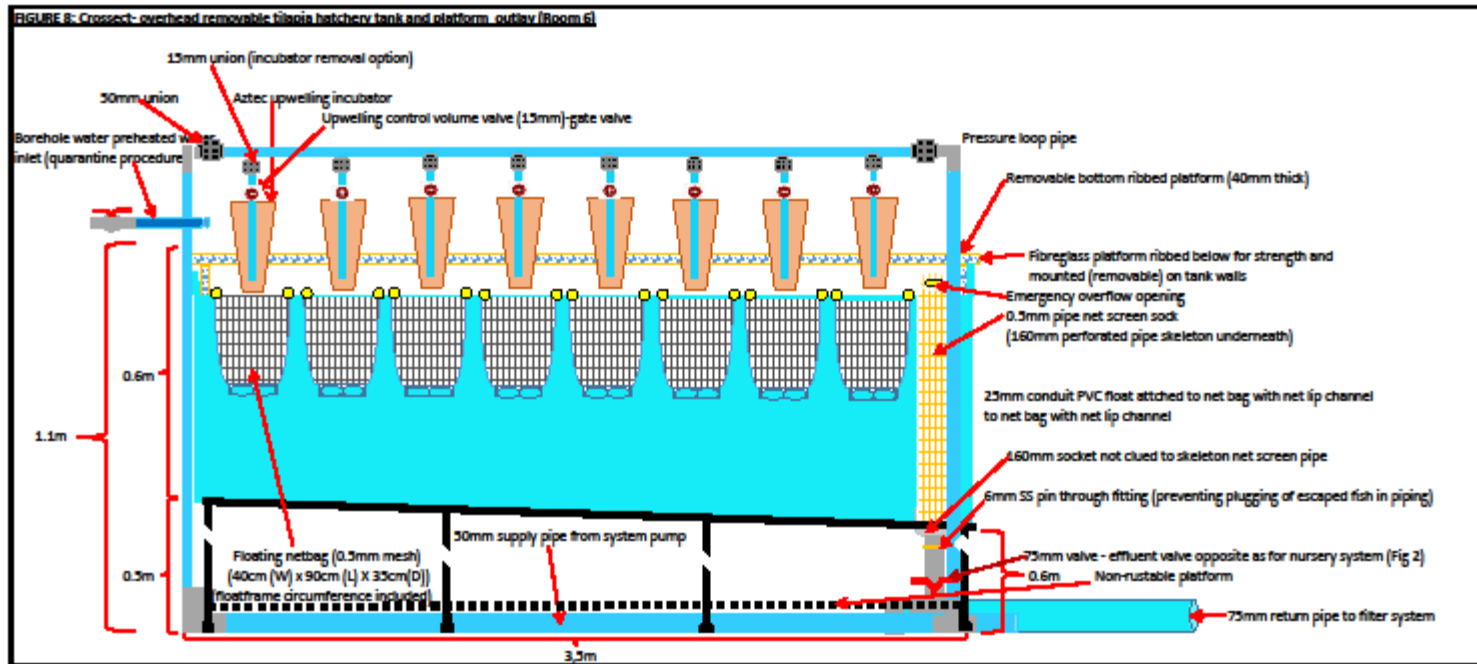 FIGURE 8: Crossect- overhead removable tilapia hatchery tank and platform outlay (Room 6)
15mm union (incubator removal option)
50mm union
Aztec upwelling incubator
Upwelling control volume valve (15mm)-gate valve
Borehole water preheated water
inlet (quarantine procedure
Pressure loop pipe
Removable bottom ribbed platform (40mm thick)
Fibreglass platform ribbed below for strength and
mounted (removable) on tank walls
Emergency overflow opening
0.5mm pipe net screen sock
(160mm perforated pipe skeleton underneath)
0.6m
25mm conduit PVC float attched to net bag with net lip channel
to net bag with net lip channel
1.1m
160mm socket not clued to skeleton net screen pipe
6mm SS pin through fitting (preventing plugging of escaped fish in piping)
50mm supply pipe from system pump
Floating netbag (0.5mm mesh)
(40cm (W) x 90cm (L) X 35cm(D))
(floatframe circumference included)
75mm valve - effluent valve opposite as for nursery system (Fig 2)
0.5m
0.6m
Non-rustable platform
75mm return pipe to filter system
3,5m